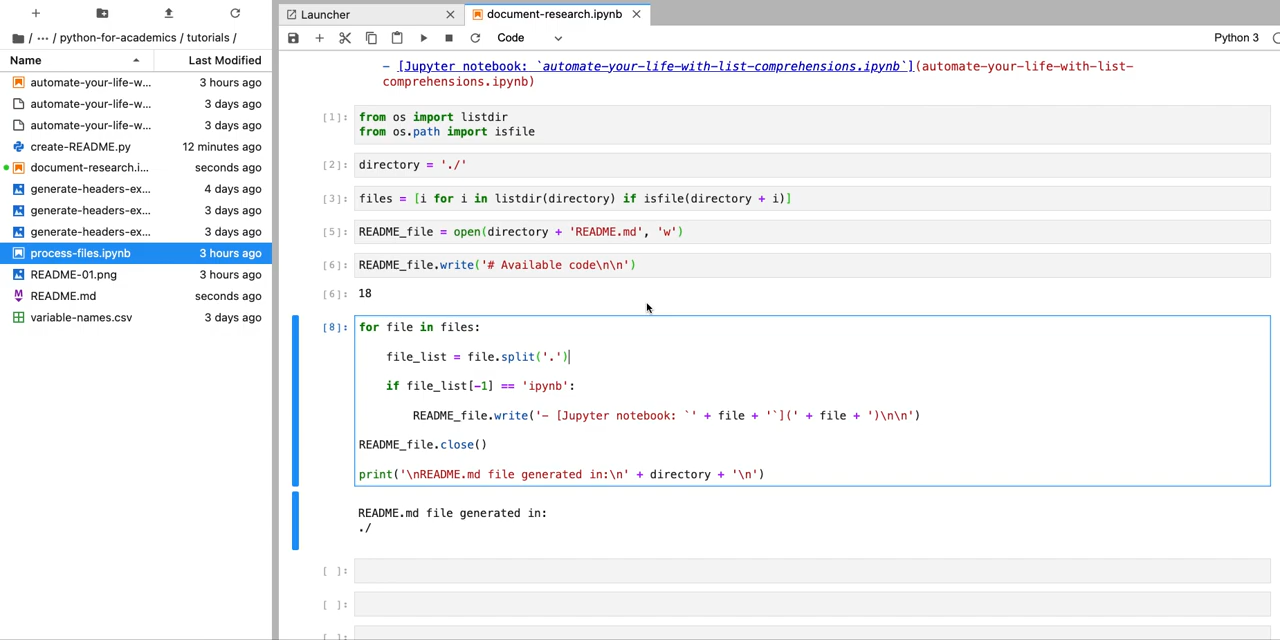 Launcher
document-research.ipynb
Code
Python 3
/ ··· / python-for-academics / tutorials /
Name
Last Modified
automate-your-life-w... 3 hours ago
automate-your-life-w... 3 days ago
automate-your-life-w... 3 days ago
create-README.py 12 minutes ago
document-research.i... seconds ago
generate-headers-ex... 4 days ago
generate-headers-ex... 3 days ago
generate-headers-ex... 3 days ago
process-files.ipynb 3 hours ago
README-01.png 3 hours ago
README.md seconds ago
variable-names.csv 3 days ago
- [Jupyter notebook: `automate-your-life-with-list-comprehensions.ipynb`](automate-your-life-with-list-
comprehensions.ipynb)
[1]: from os import listdir
from os.path import isfile
[2]: directory = './'
[3]: files = [i for i in listdir(directory) if isfile(directory + i)]
[5]: README_file = open(directory + 'README.md', 'w')
[6]: README_file.write('# Available code\n\n')
[6]: 18
[8]: for file in files:
file_list = file.split('.')
if file_list[-1] == 'ipynb':
README_file.write('- [Jupyter notebook: `' + file + '`](' + file + ')\n\n')
README_file.close()
print('\nREADME.md file generated in:\n' + directory + '\n')
README.md file generated in:
./
[ ]:
[ ]:
[ ]: